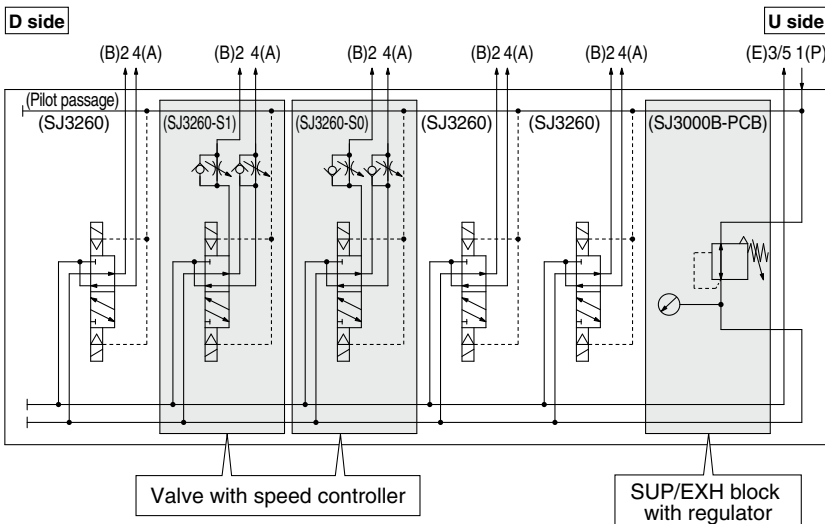 D side
U side
(B)2 4(A)
(B)2 4(A)
(B)2 4(A)
(B)2 4(A)
(B)2 4(A)
(E)3/5 1(P)
(Pilot passage)
(SJ3260)
(SJ3260-S1)
(SJ3260-S0)
(SJ3260)
(SJ3260)
(SJ3000B-PCB)
Valve with speed controller
SUP/EXH block
with regulator